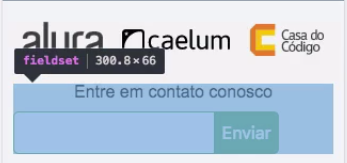 alura caelum Casa do
Código
fieldset 300.8×66
Entre em contato conosco
Enviar